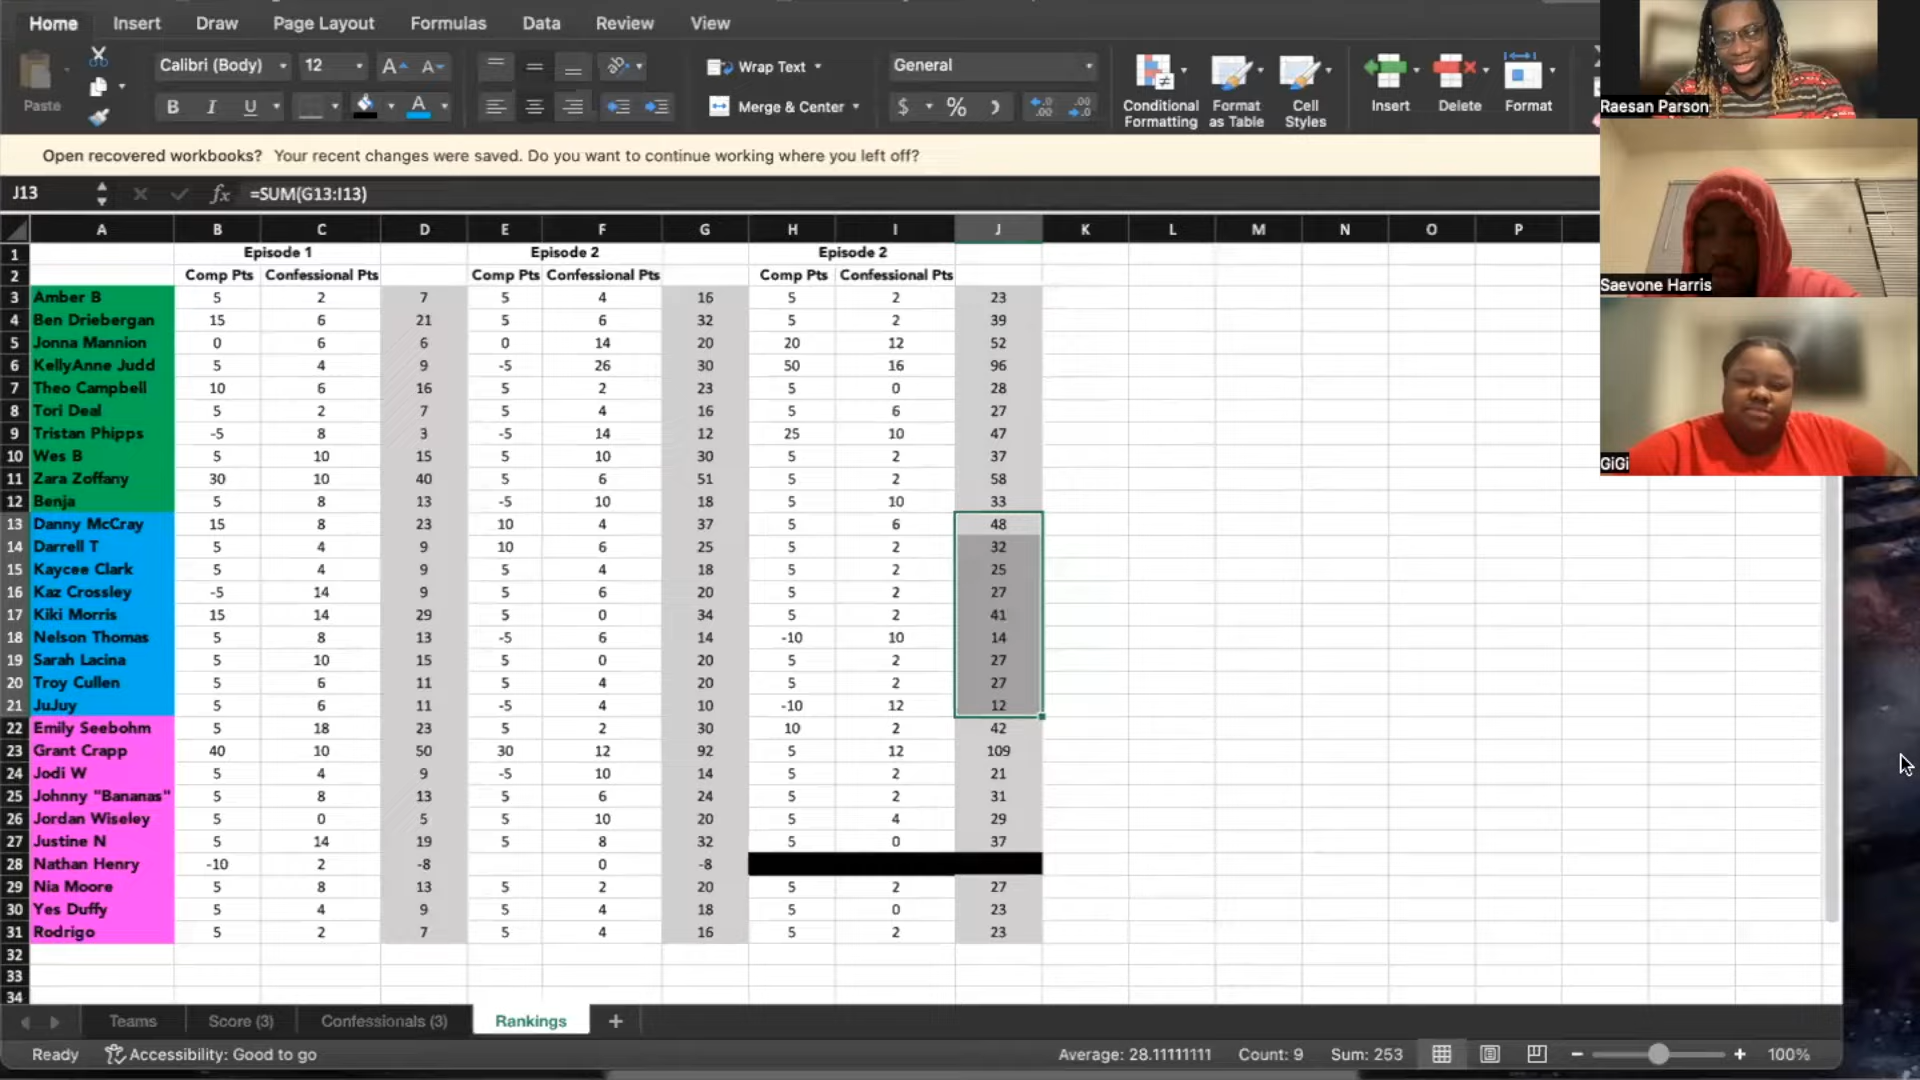 Home Insert Draw Page Layout Formulas Data Review View
Calibri (Body) 12 A A Wrap Text General
Paste B I U A Merge & Center $ % Conditional Formatting Format as Table Cell Styles Insert Delete Format
Raesan Parson
Open recovered workbooks? Your recent changes were saved. Do you want to continue working where you left off?
J13 fx =SUM(G13:I13)
A B C D E F G H I J K L M N O P
1 Episode 1 Episode 2 Episode 2
2 Comp Pts Confessional Pts Comp Pts Confessional Pts Comp Pts Confessional Pts
Saevone Harris
3 Amber B 5 2 7 5 4 16 5 2 23
4 Ben Driebergan 15 6 21 5 6 32 5 2 39
5 Jonna Mannion 0 6 6 0 14 20 20 12 52
6 KellyAnne Judd 5 4 9 -5 26 30 50 16 96
7 Theo Campbell 10 6 16 5 2 23 5 0 28
8 Tori Deal 5 2 7 5 4 16 5 6 27
9 Tristan Phipps -5 8 3 -5 14 12 25 10 47
10 Wes B 5 10 15 5 10 30 5 2 37
GiGi
11 Zara Zoffany 30 10 40 5 6 51 5 2 58
12 Benja 5 8 13 -5 10 18 5 10 33
13 Danny McCray 15 8 23 10 4 37 5 6 48
14 Darrell T 5 4 9 10 6 25 5 2 32
15 Kaycee Clark 5 4 9 5 4 18 5 2 25
16 Kaz Crossley -5 14 9 5 6 20 5 2 27
17 Kiki Morris 15 14 29 5 0 34 5 2 41
18 Nelson Thomas 5 8 13 -5 6 14 -10 10 14
19 Sarah Lacina 5 10 15 5 0 20 5 2 27
20 Troy Cullen 5 6 11 5 4 20 5 2 27
21 JuJuy 5 6 11 -5 4 10 -10 12 12
22 Emily Seebohm 5 18 23 5 2 30 10 2 42
23 Grant Crapp 40 10 50 30 12 92 5 12 109
24 Jodi W 5 4 9 -5 10 14 5 2 21
25 Johnny "Bananas" 5 8 13 5 6 24 5 2 31
26 Jordan Wiseley 5 0 5 5 10 20 5 4 29
27 Justine N 5 14 19 5 8 32 5 0 37
28 Nathan Henry -10 2 -8 0 -8
29 Nia Moore 5 8 13 5 2 20 5 2 27
30 Yes Duffy 5 4 9 5 4 18 5 0 23
31 Rodrigo 5 2 7 5 4 16 5 2 23
32
33
34
Teams Score (3) Confessionals (3) Rankings +
Ready Accessibility: Good to go Average: 28.11111111 Count: 9 Sum: 253 − + 100%